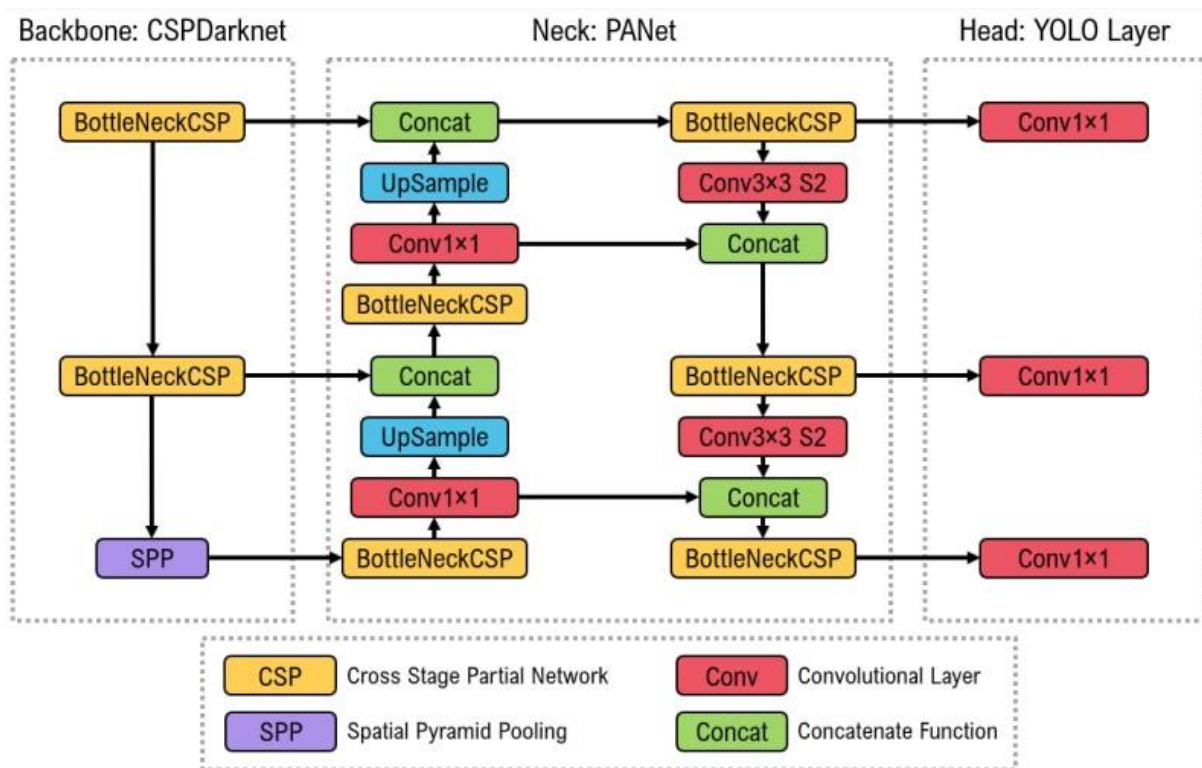 Backbone: CSPDarknet
Neck: PANet
Head: YOLO Layer
BottleNeckCSP
Concat
BottleNeckCSP
Conv1×1
UpSample
Conv3×3 S2
Conv1×1
Concat
BottleNeckCSP
BottleNeckCSP
Concat
BottleNeckCSP
Conv1×1
UpSample
Conv3×3 S2
Conv1×1
Concat
SPP
BottleNeckCSP
BottleNeckCSP
Conv1×1
CSP
Cross Stage Partial Network
Conv
Convolutional Layer
SPP
Spatial Pyramid Pooling
Concat
Concatenate Function